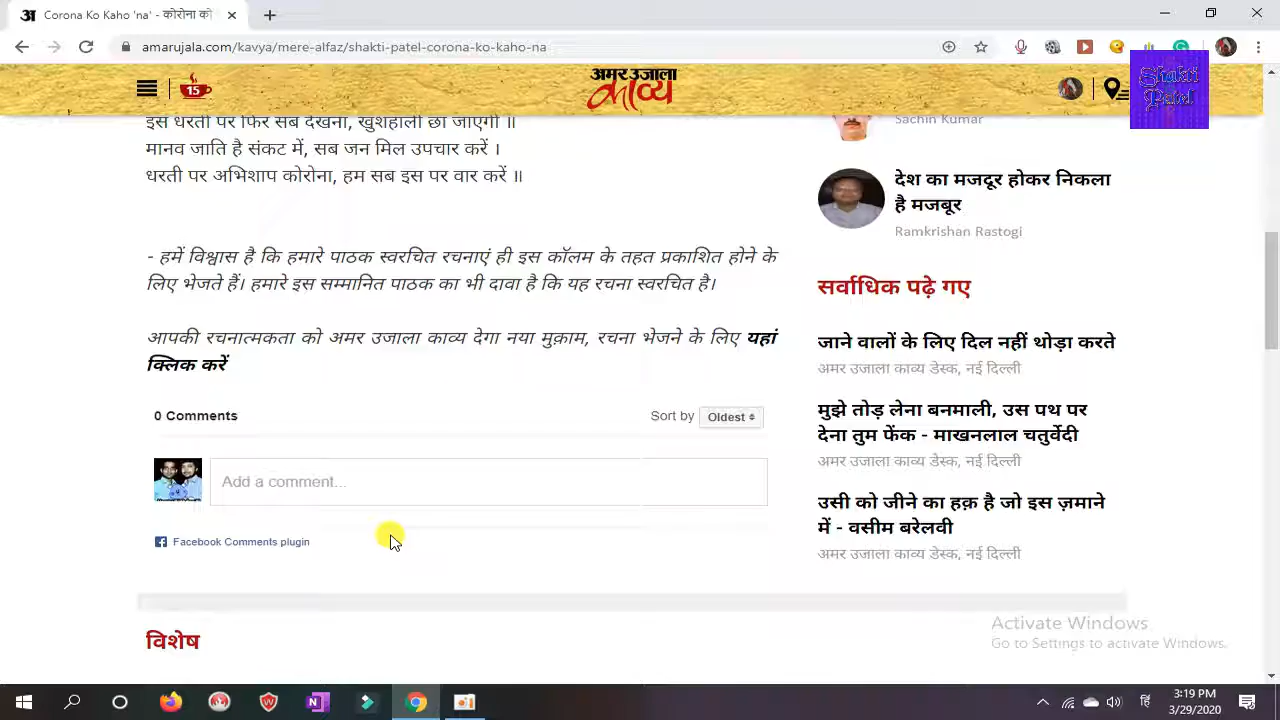 Corona Ko Kaho 'na' - कोरोना को
amarujala.com/kavya/mere-alfaz/shakti-patel-corona-ko-kaho-na
15
अमर उजाला
काव्य
Shakti
Patel
इस धरती पर फिर सब देखना, खुशहाली छा जाएगी ॥
मानव जाति है संकट में, सब जन मिल उपचार करें ।
धरती पर अभिशाप कोरोना, हम सब इस पर वार करें ॥
- हमें विश्वास है कि हमारे पाठक स्वरचित रचनाएं ही इस कॉलम के तहत प्रकाशित होने के
लिए भेजते हैं। हमारे इस सम्मानित पाठक का भी दावा है कि यह रचना स्वरचित है।
आपकी रचनात्मकता को अमर उजाला काव्य देगा नया मुक़ाम, रचना भेजने के लिए यहां
क्लिक करें
0 Comments
Sort by Oldest
Add a comment...
Facebook Comments plugin
विशेष
Sachin Kumar
देश का मजदूर होकर निकला
है मजबूर
Ramkrishan Rastogi
सर्वाधिक पढ़े गए
जाने वालों के लिए दिल नहीं थोड़ा करते
अमर उजाला काव्य डेस्क, नई दिल्ली
मुझे तोड़ लेना बनमाली, उस पथ पर
देना तुम फेंक - माखनलाल चतुर्वेदी
अमर उजाला काव्य डेस्क, नई दिल्ली
उसी को जीने का हक़ है जो इस ज़माने
में - वसीम बरेलवी
अमर उजाला काव्य डेस्क, नई दिल्ली
Activate Windows
Go to Settings to activate Windows.
हिं
3:19 PM
3/29/2020